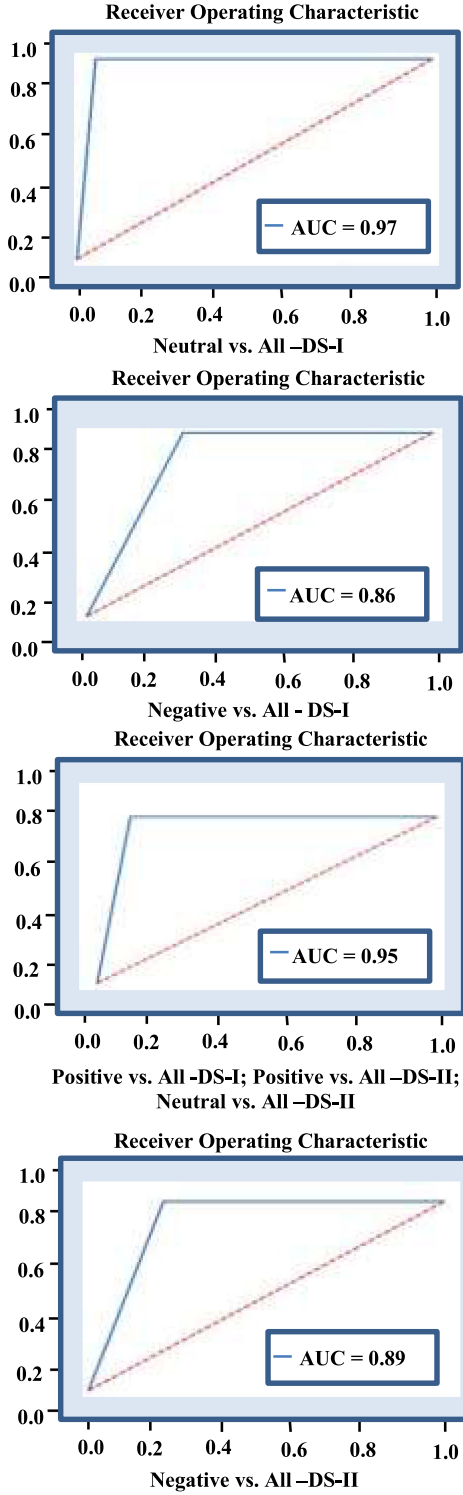 Receiver Operating Characteristic
1.0
0.8
0.6
0.4
0.2
0.0
AUC = 0.97
0.0 0.2 0.4 0.6 0.8 1.0
Neutral vs. All –DS-I
Receiver Operating Characteristic
1.0
0.8
0.6
0.4
0.2
0.0
AUC = 0.86
0.0 0.2 0.4 0.6 0.8 1.0
Negative vs. All - DS-I
Receiver Operating Characteristic
1.0
0.8
0.6
0.4
0.2
0.0
AUC = 0.95
0.0 0.2 0.4 0.6 0.8 1.0
Positive vs. All -DS-I; Positive vs. All –DS-II;
Neutral vs. All –DS-II
Receiver Operating Characteristic
1.0
0.8
0.6
0.4
0.2
0.0
AUC = 0.89
0.0 0.2 0.4 0.6 0.8 1.0
Negative vs. All –DS-II